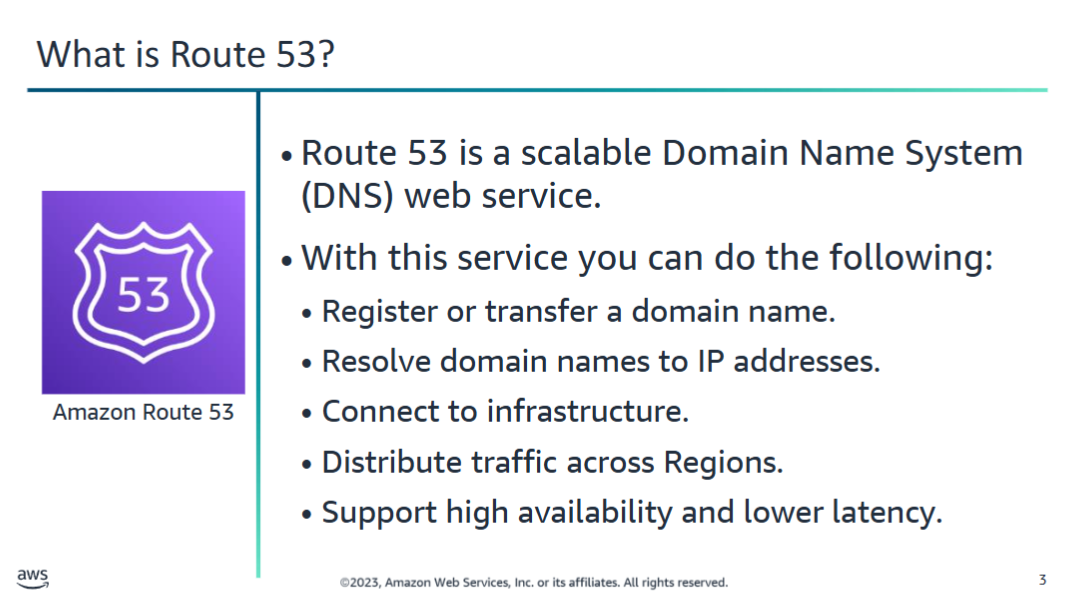 What is Route 53?
• Route 53 is a scalable Domain Name System
(DNS) web service.
• With this service you can do the following:
• Register or transfer a domain name.
• Resolve domain names to IP addresses.
• Connect to infrastructure.
• Distribute traffic across Regions.
• Support high availability and lower latency.
53
Amazon Route 53
aws
©2023, Amazon Web Services, Inc. or its affiliates. All rights reserved.
3